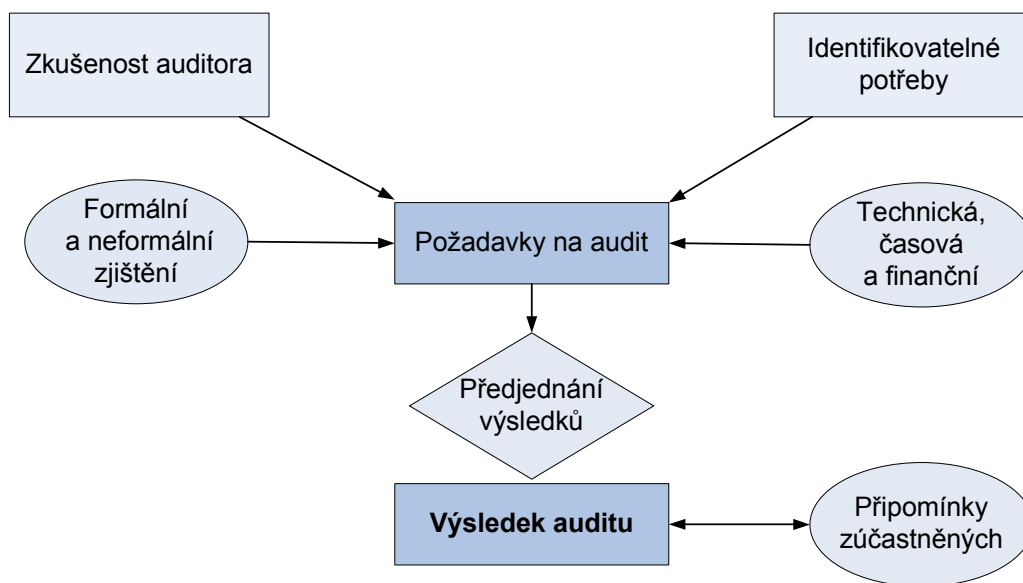 Zkušenost auditora
Identifikovatelné
potřeby
Formální
a neformální
zjištění
Požadavky na audit
Technická,
časová
a finanční
Předjednání
výsledků
Výsledek auditu
Připomínky
zúčastněných